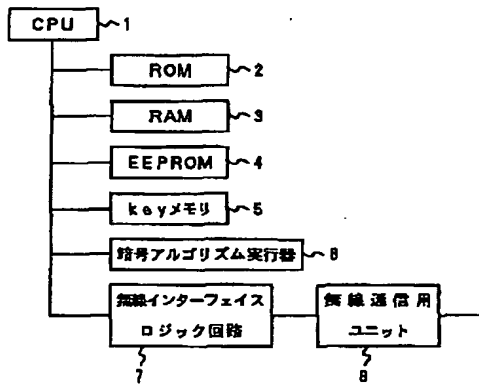 CPU 1
ROM 2
RAM 3
EEPROM 4
keyメモリ 5
暗号アルゴリズム実行器 6
無線インターフェイス
ロジック回路
7
無線通信用
ユニット
8